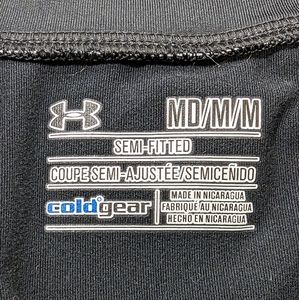 MD/M/M
SEMI-FITTED
COUPE SEMI-AJUSTÉE/SEMICEÑIDO
coldgear
MADE IN NICARAGUA
FABRIQUÉ AU NICARAGUA
HECHO EN NICARAGUA